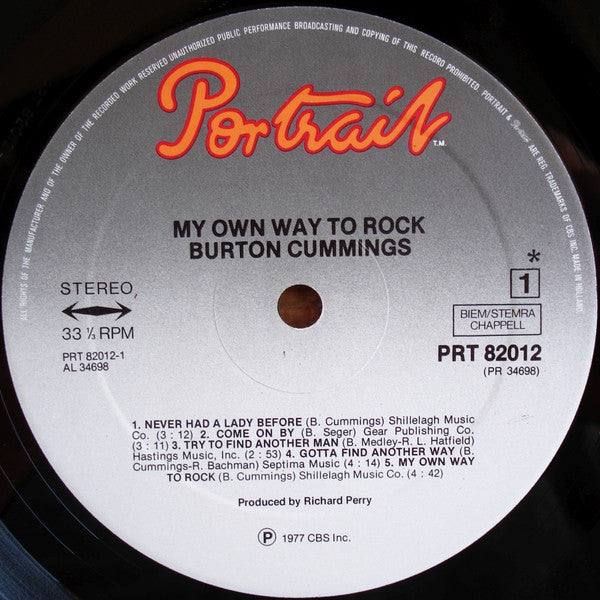 ALL RIGHTS OF THE MANUFACTURER AND OF THE OWNER OF THE RECORDED WORK RESERVED UNAUTHORIZED PUBLIC PERFORMANCE BROADCASTING AND COPYING OF THIS RECORD PROHIBITED. PORTRAIT & Portrait ARE REG. TRADEMARKS OF CBS INC. MADE IN HOLLAND.
Portrait T.M.
MY OWN WAY TO ROCK
BURTON CUMMINGS
STEREO
33 ⅓ RPM
PRT 82012-1
AL 34698
*
1
BIEM/STEMRA
CHAPPELL
PRT 82012
(PR 34698)
1. NEVER HAD A LADY BEFORE (B. Cummings) Shillelagh Music
Co. (3 : 12) 2. COME ON BY (B. Seger) Gear Publishing Co.
(3 : 11) 3. TRY TO FIND ANOTHER MAN (B. Medley-R. L. Hatfield)
Hastings Music, Inc. (2 : 53) 4. GOTTA FIND ANOTHER WAY (B.
Cummings-R. Bachman) Septima Music (4 : 14) 5. MY OWN WAY
TO ROCK (B. Cummings) Shillelagh Music Co. (4 : 42)
Produced by Richard Perry
℗ 1977 CBS Inc.